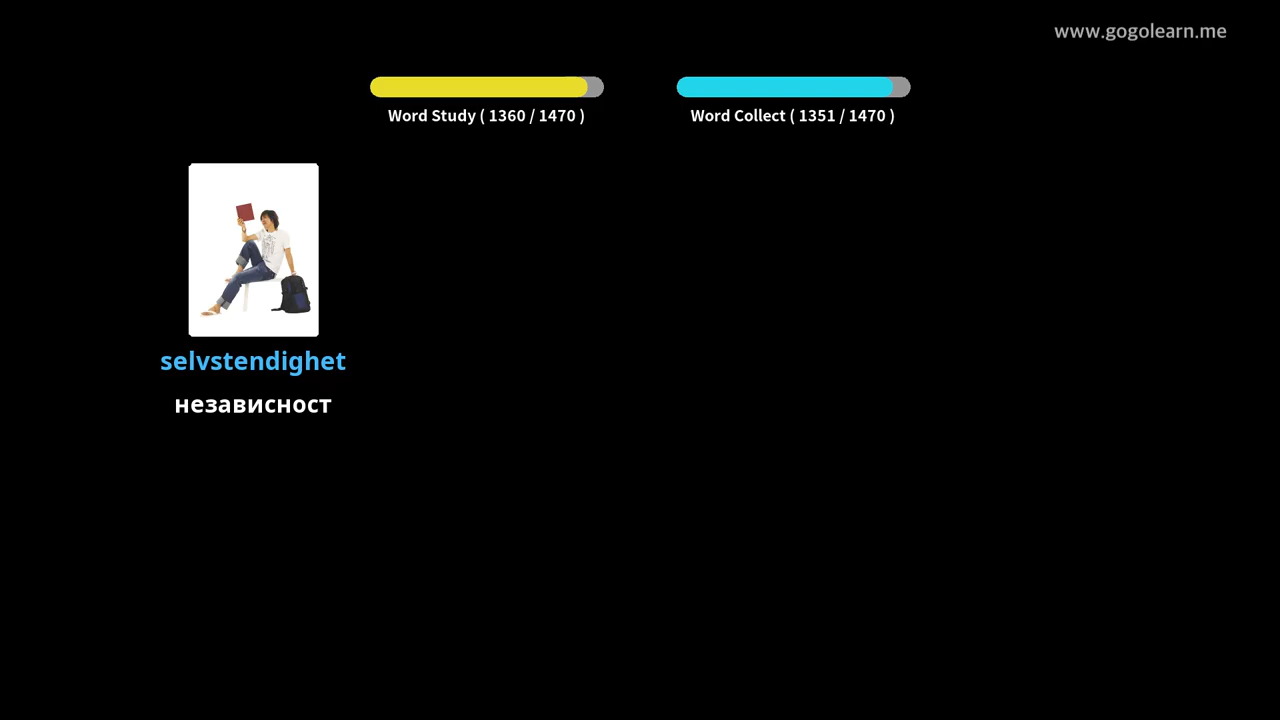 www.gogolearn.me
Word Study ( 1360 / 1470 )
Word Collect ( 1351 / 1470 )
selvstendighet
независност